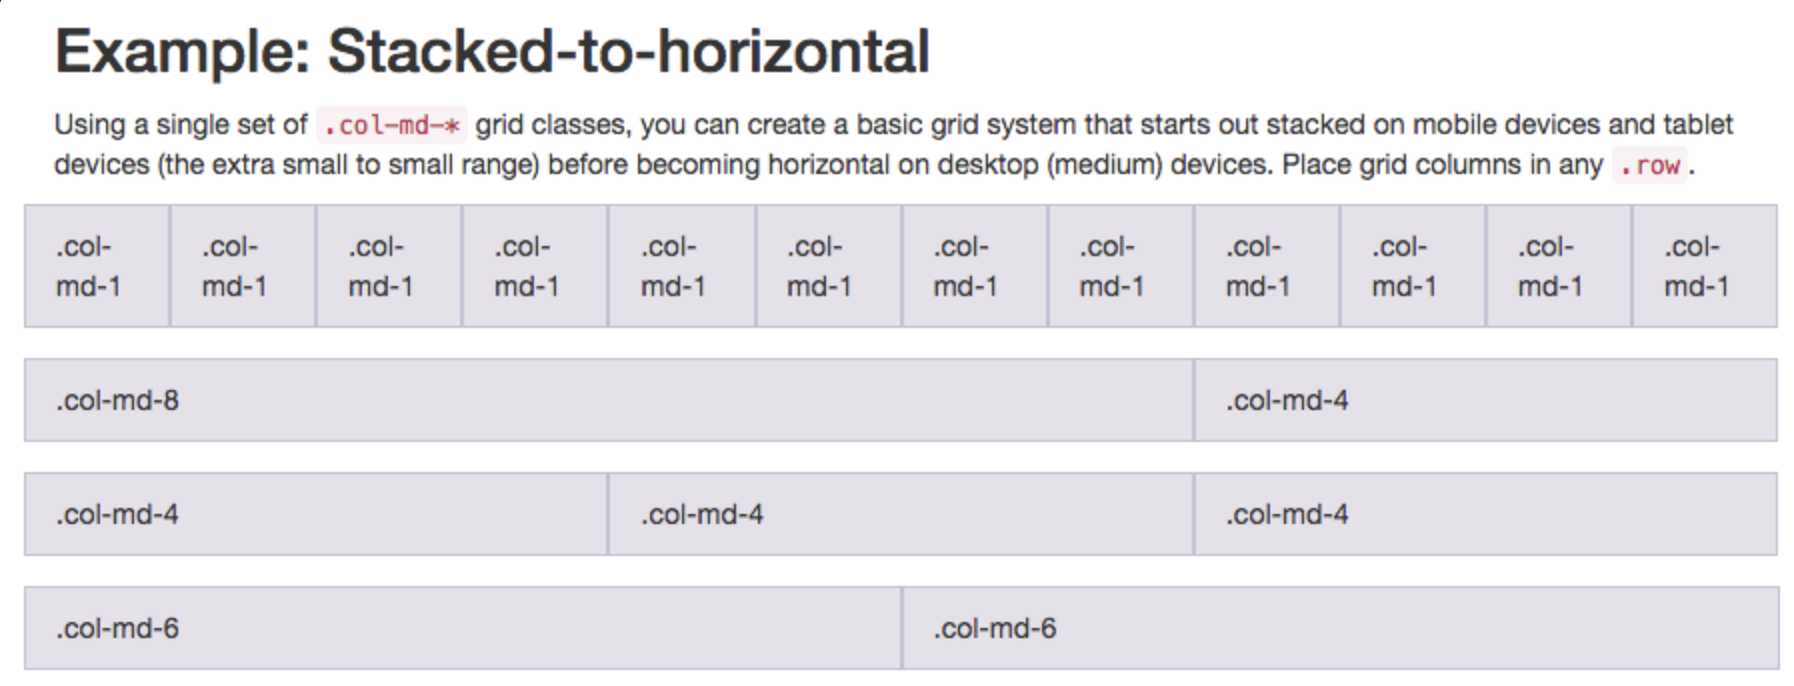 Example: Stacked-to-horizontal
Using a single set of .col-md-* grid classes, you can create a basic grid system that starts out stacked on mobile devices and tablet
devices (the extra small to small range) before becoming horizontal on desktop (medium) devices. Place grid columns in any .row.
.col- .col- .col- .col- .col- .col- .col- .col- .col- .col- .col- .col-
md-1 md-1 md-1 md-1 md-1 md-1 md-1 md-1 md-1 md-1 md-1 md-1
.col-md-8 .col-md-4
.col-md-4 .col-md-4 .col-md-4
.col-md-6 .col-md-6